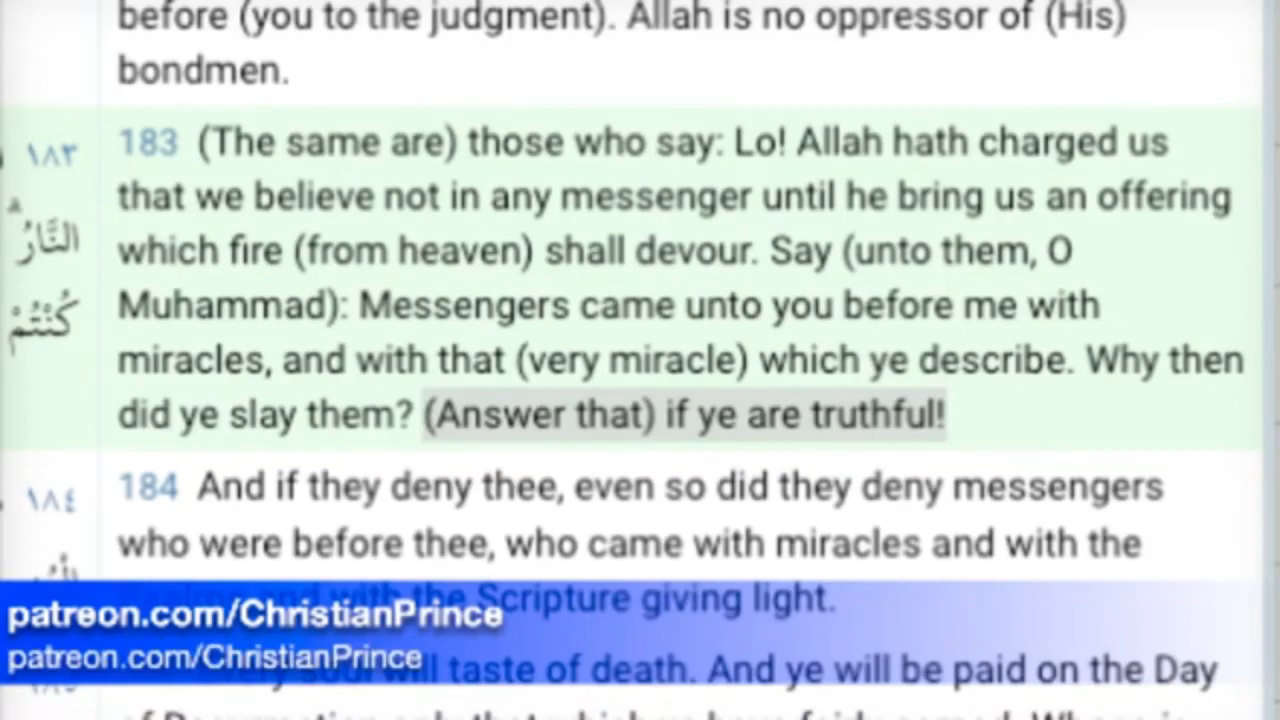 before (you to the judgment). Allah is no oppressor of (His)
bondmen.
١٨٣
183 (The same are) those who say: Lo! Allah hath charged us
that we believe not in any messenger until he bring us an offering
النَّارُ
which fire (from heaven) shall devour. Say (unto them, O
Muhammad): Messengers came unto you before me with
كُنْتُمْ
miracles, and with that (very miracle) which ye describe. Why then
did ye slay them? (Answer that) if ye are truthful!
١٨٤
184 And if they deny thee, even so did they deny messengers
who were before thee, who came with miracles and with the
and with the Scripture giving light.
patreon.com/ChristianPrince
patreon.com/ChristianPrince
will taste of death. And ye will be paid on the Day